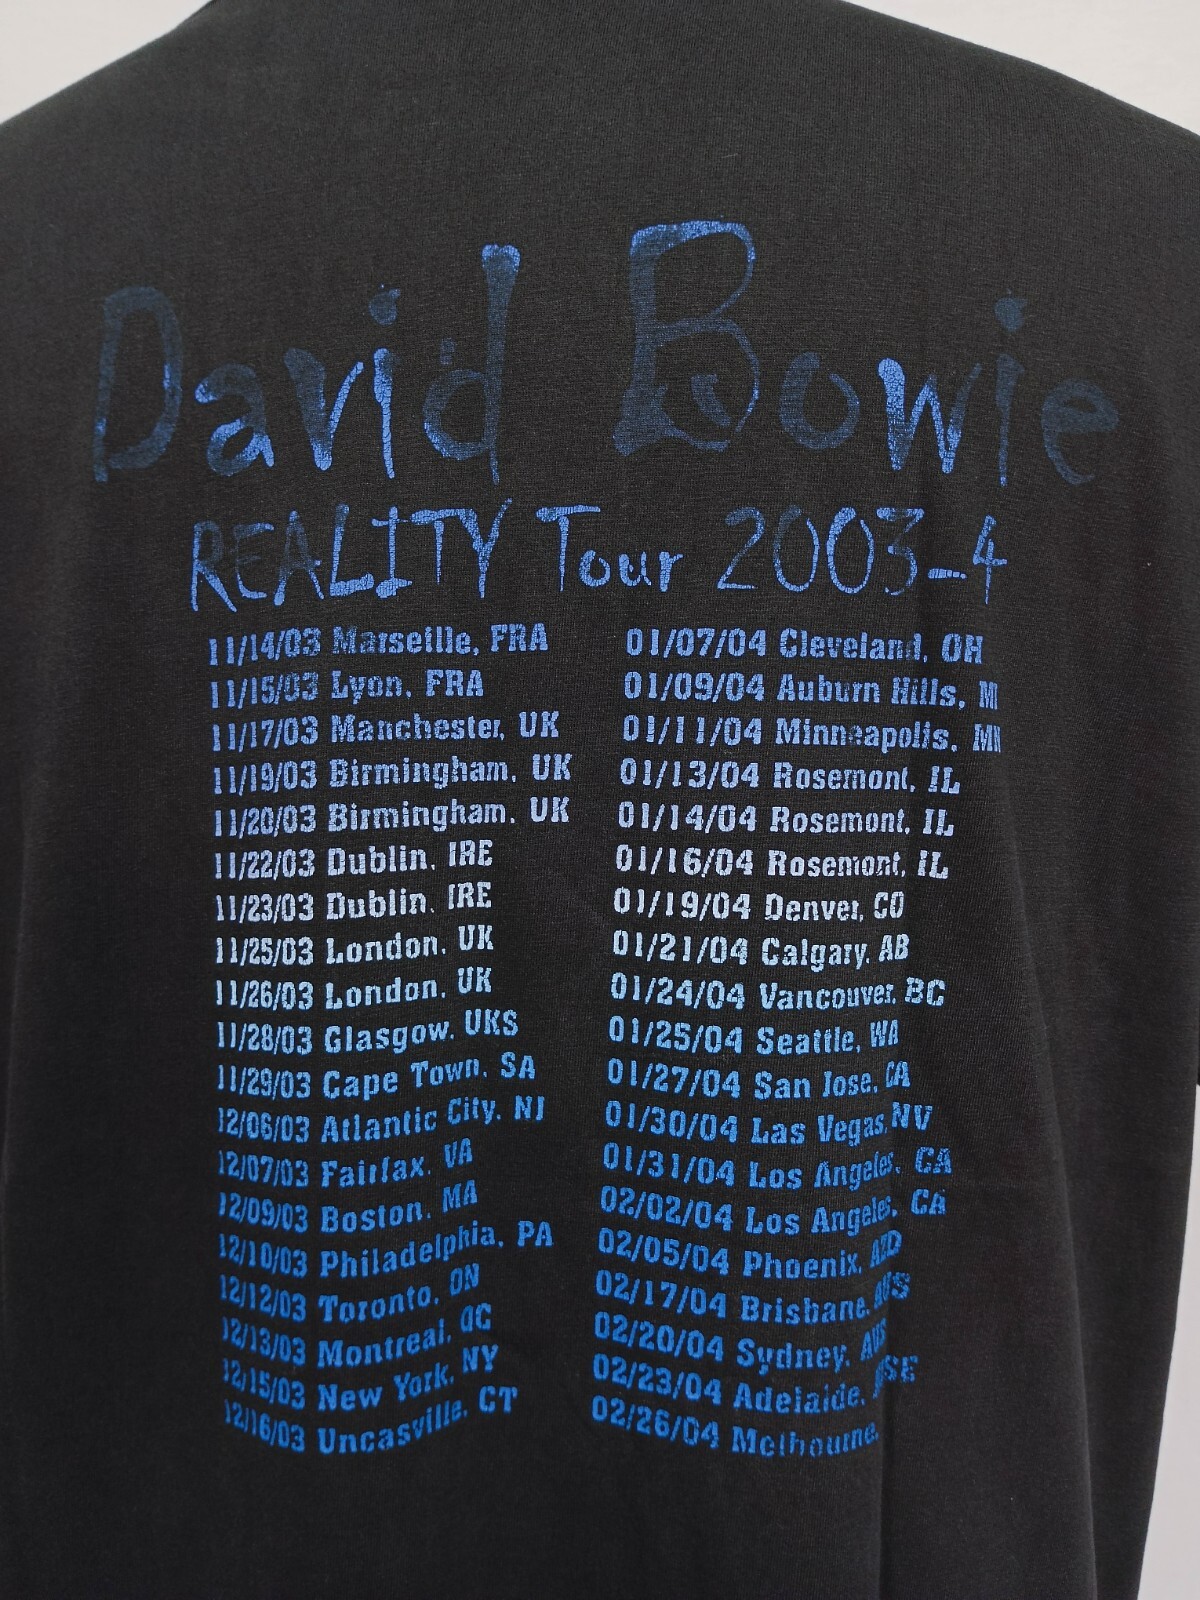 David Bowie
REALITY Tour 2003-4
11/14/03 Marseille, FRA
11/15/03 Lyon, FRA
11/17/03 Manchester, UK
11/19/03 Birmingham, UK
11/20/03 Birmingham, UK
11/22/03 Dublin, IRE
11/23/03 Dublin, IRE
11/25/03 London, UK
11/26/03 London, UK
11/28/03 Glasgow, UKS
11/29/03 Cape Town, SA
12/06/03 Atlantic City, NJ
12/07/03 Fairfax, VA
12/09/03 Boston, MA
12/10/03 Philadelphia, PA
12/12/03 Toronto, ON
12/13/03 Montreal, QC
12/15/03 New York, NY
12/16/03 Uncasville, CT
01/07/04 Cleveland, OH
01/09/04 Auburn Hills, MI
01/11/04 Minneapolis, MN
01/13/04 Rosemont, IL
01/14/04 Rosemont, IL
01/16/04 Rosemont, IL
01/19/04 Denver, CO
01/21/04 Calgary, AB
01/24/04 Vancouver, BC
01/25/04 Seattle, WA
01/27/04 San Jose, CA
01/30/04 Las Vegas, NV
01/31/04 Los Angeles, CA
02/02/04 Los Angeles, CA
02/05/04 Phoenix,
02/17/04 Brisbane, AUS
02/20/04 Sydney, AUS
02/23/04 Adelaide,
02/26/04 Melbourne,